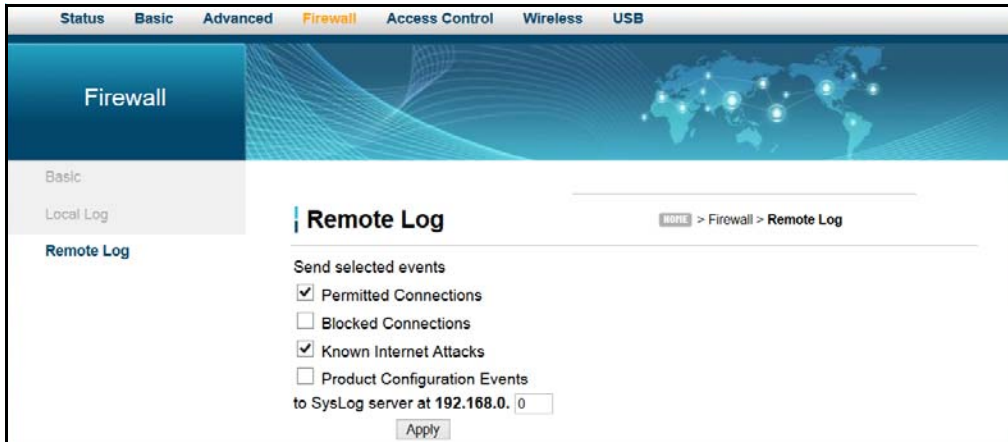 Status Basic Advanced Firewall Access Control Wireless USB
Firewall
Basic
Local Log
Remote Log
Remote Log
HOME > Firewall > Remote Log
Send selected events
Permitted Connections
Blocked Connections
Known Internet Attacks
Product Configuration Events
to SysLog server at 192.168.0. 0
Apply